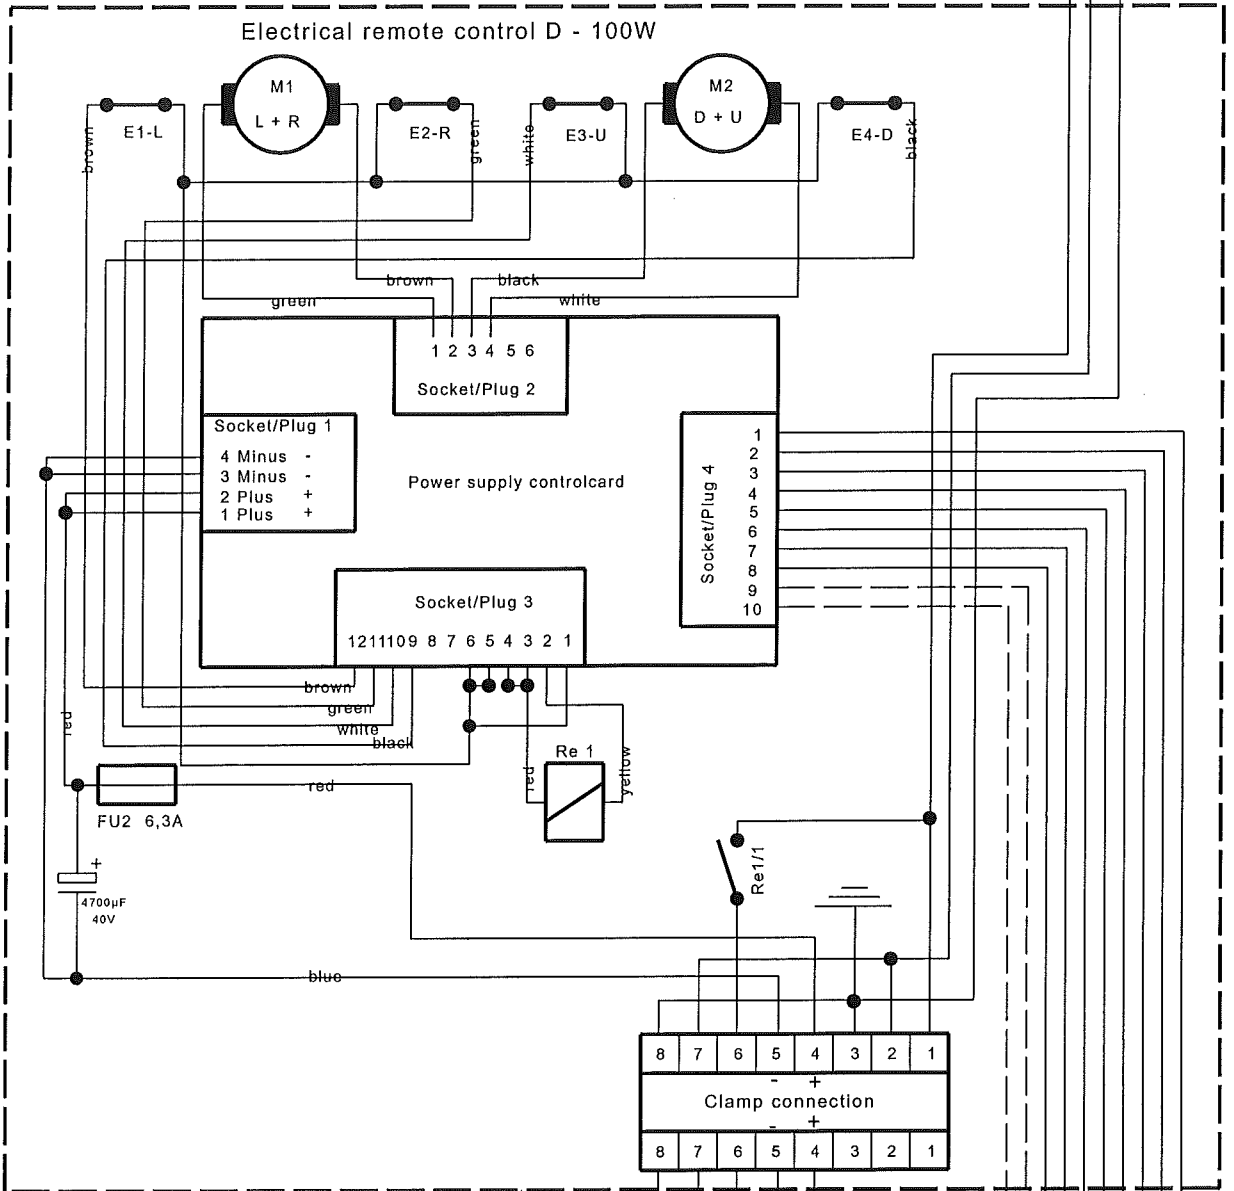 Electrical remote control D - 100W
M1
L + R
M2
D + U
E1-L
E2-R
E3-U
E4-D
brown
green
white
black
brown
black
green
white
1 2 3 4 5 6
Socket/Plug 2
Socket/Plug 1
4 Minus -
3 Minus -
2 Plus +
1 Plus +
Power supply controlcard
Socket/Plug 4
1
2
3
4
5
6
7
8
9
10
Socket/Plug 3
12 11 10 9 8 7 6 5 4 3 2 1
brown
green
white
black
red
Re 1
red
yellow
red
FU2 6,3A
+
4700µF
40V
Re1/1
blue
8 7 6 5 4 3 2 1
- +
Clamp connection
- +
8 7 6 5 4 3 2 1